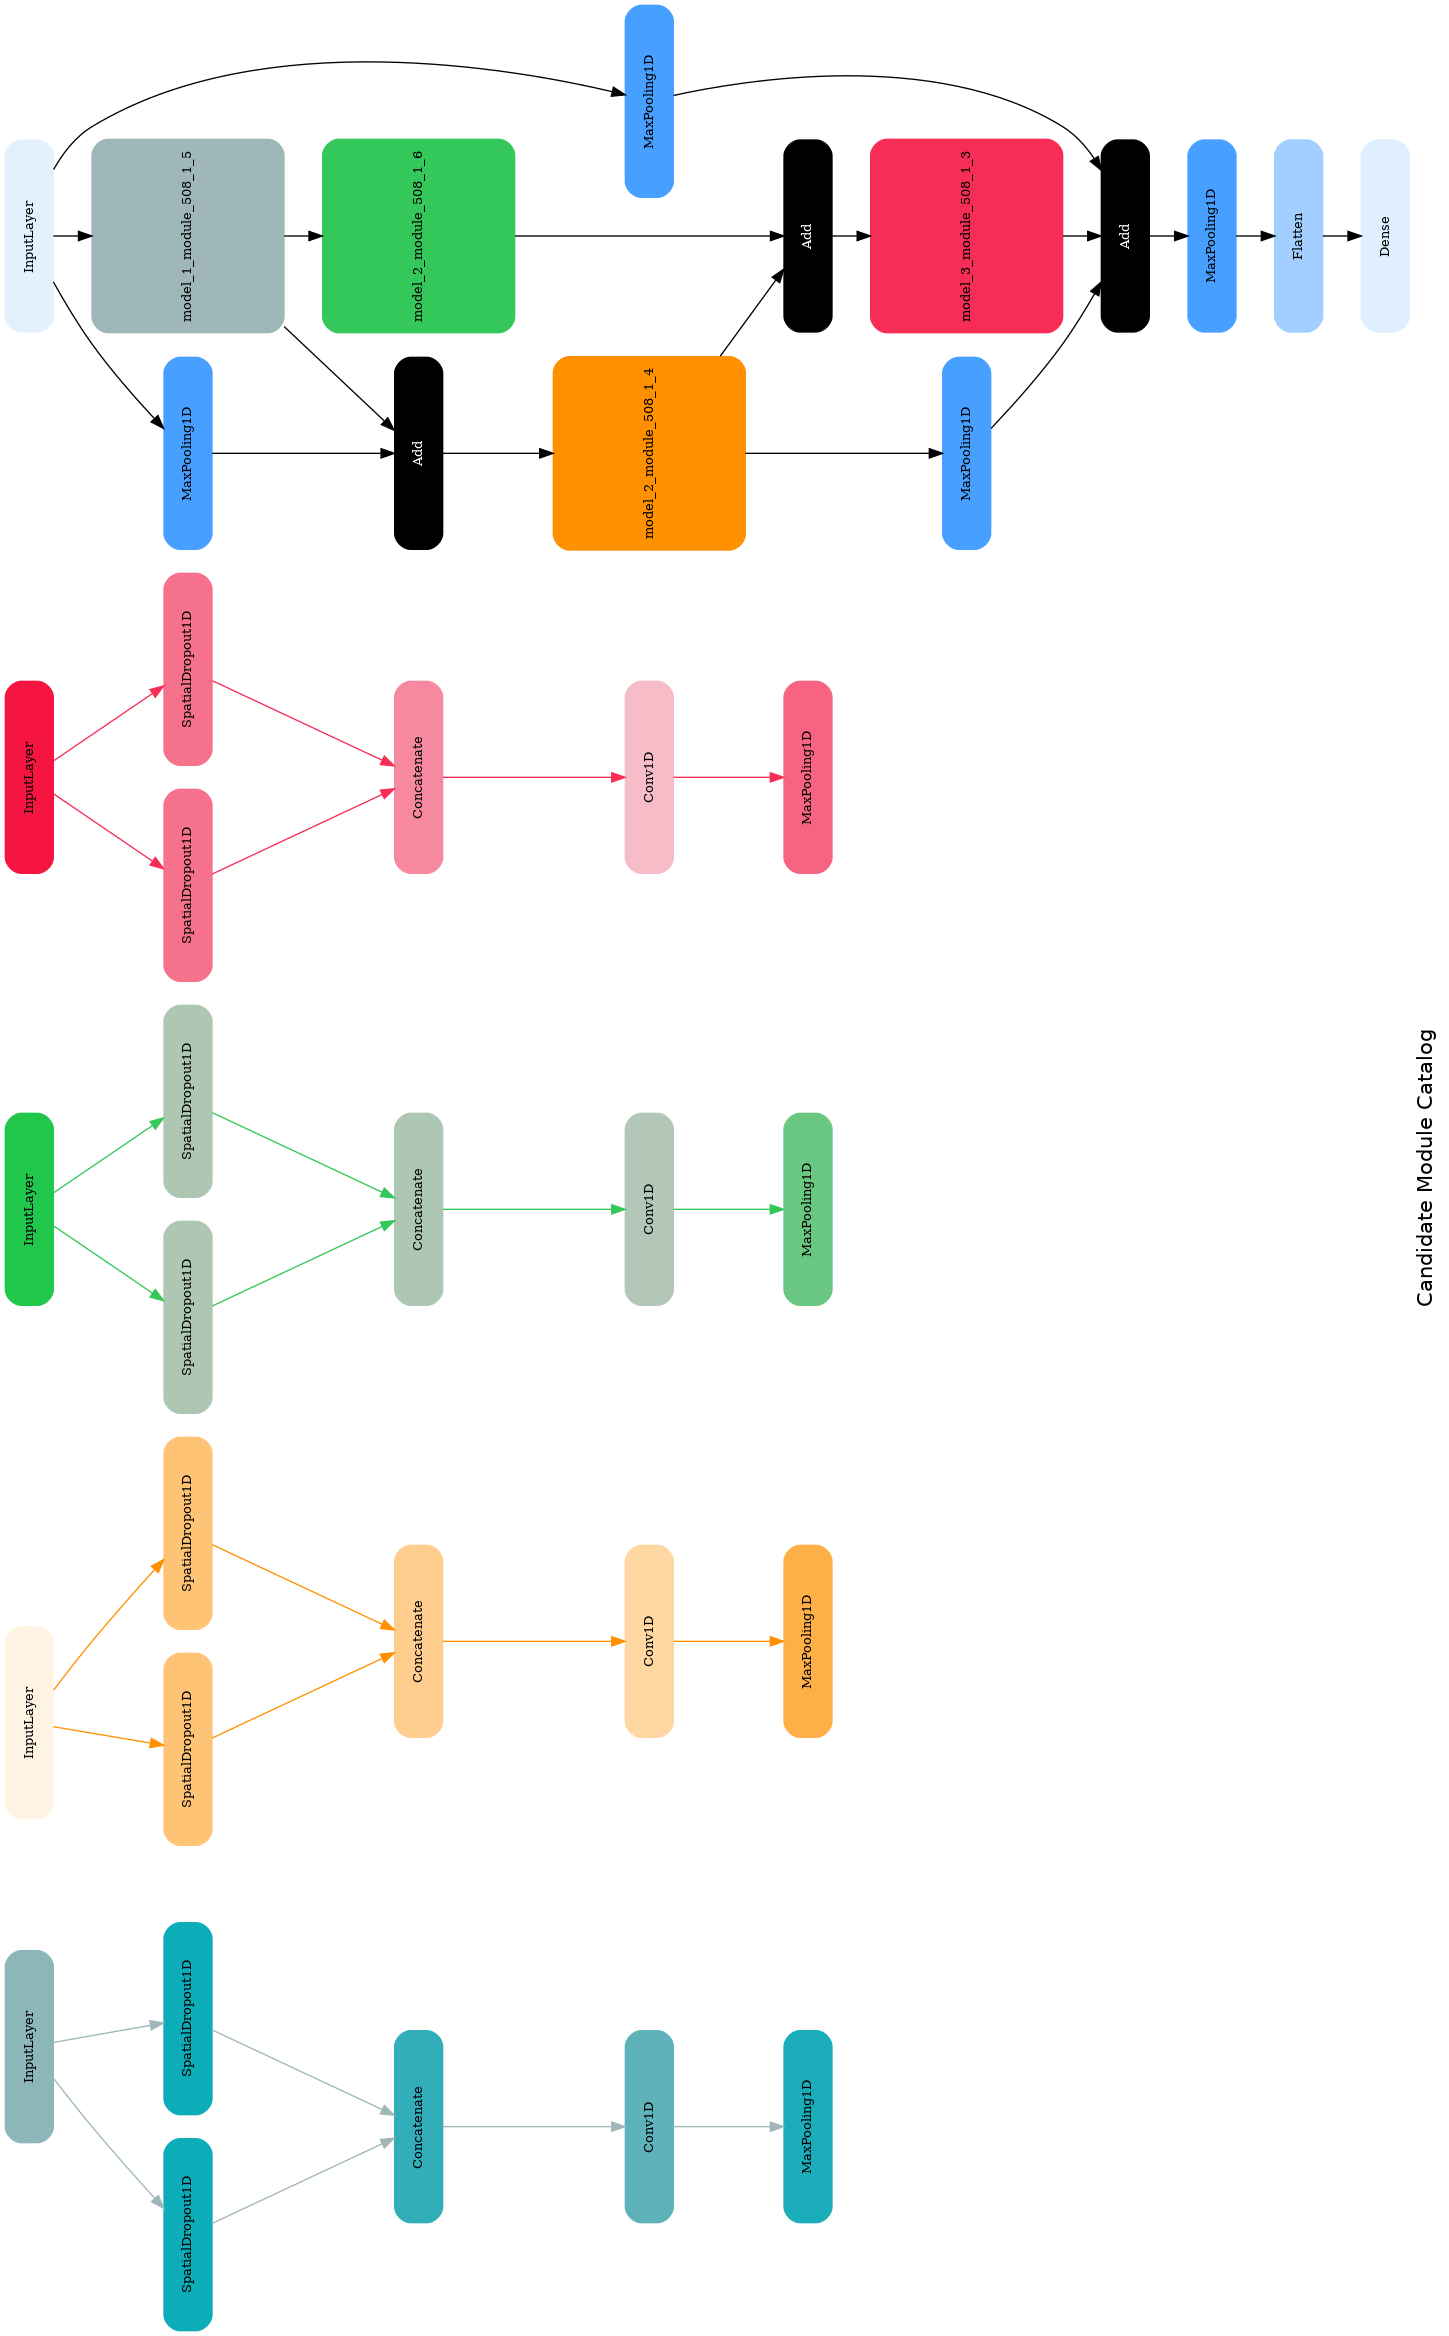 InputLayer
MaxPooling1D
model_1_module_508_1_5
model_2_module_508_1_6
Add
model_3_module_508_1_3
Add
MaxPooling1D
Flatten
Dense
MaxPooling1D
Add
model_2_module_508_1_4
MaxPooling1D
InputLayer
SpatialDropout1D
SpatialDropout1D
Concatenate
Conv1D
MaxPooling1D
InputLayer
SpatialDropout1D
SpatialDropout1D
Concatenate
Conv1D
MaxPooling1D
InputLayer
SpatialDropout1D
SpatialDropout1D
Concatenate
Conv1D
MaxPooling1D
InputLayer
SpatialDropout1D
SpatialDropout1D
Concatenate
Conv1D
MaxPooling1D
Candidate Module Catalog